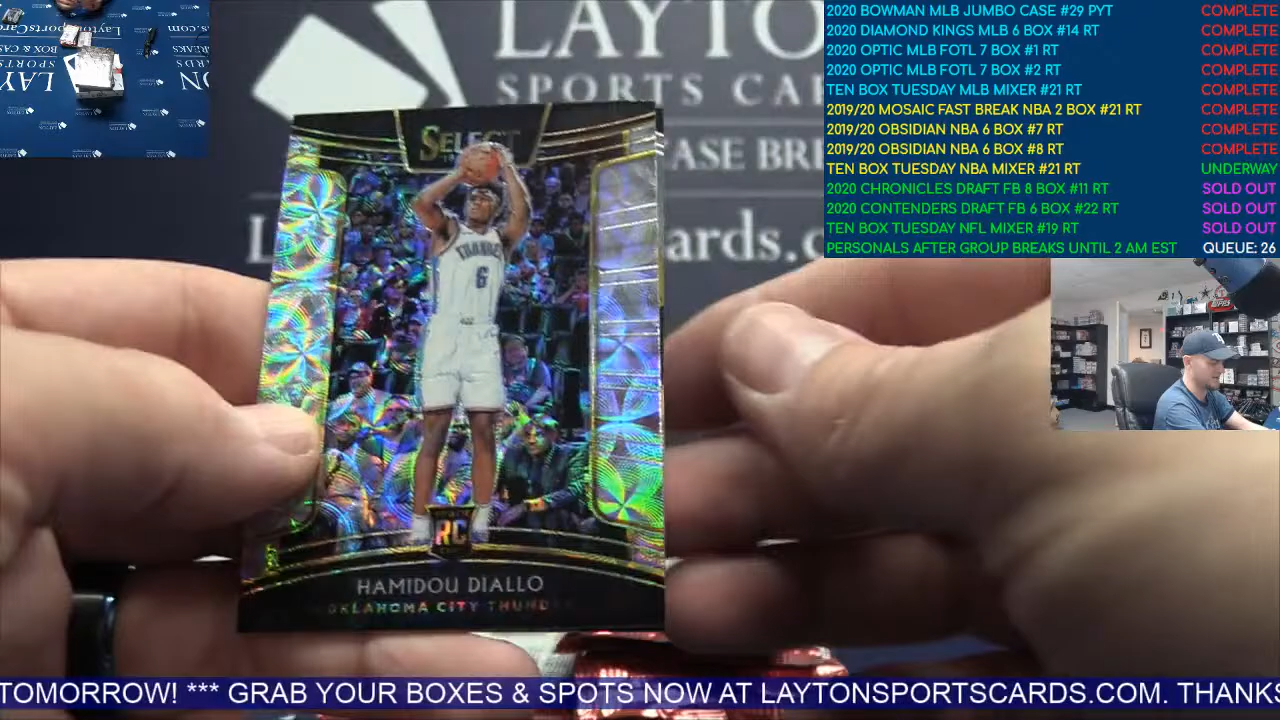 LAYTO
SPORTS CA
EASE BRE
ards.c
2020 BOWMAN MLB JUMBO CASE #29 PYT COMPLETE
2020 DIAMOND KINGS MLB 6 BOX #14 RT COMPLETE
2020 OPTIC MLB FOTL 7 BOX #1 RT COMPLETE
2020 OPTIC MLB FOTL 7 BOX #2 RT COMPLETE
TEN BOX TUESDAY MLB MIXER #21 RT COMPLETE
2019/20 MOSAIC FAST BREAK NBA 2 BOX #21 RT COMPLETE
2019/20 OBSIDIAN NBA 6 BOX #7 RT COMPLETE
2019/20 OBSIDIAN NBA 6 BOX #8 RT COMPLETE
TEN BOX TUESDAY NBA MIXER #21 RT UNDERWAY
2020 CHRONICLES DRAFT FB 8 BOX #11 RT SOLD OUT
2020 CONTENDERS DRAFT FB 6 BOX #22 RT SOLD OUT
TEN BOX TUESDAY NFL MIXER #19 RT SOLD OUT
PERSONALS AFTER GROUP BREAKS UNTIL 2 AM EST QUEUE: 26
SELECT
THUNDER
6
RC
HAMIDOU DIALLO
OKLAHOMA CITY THUNDER
TOMORROW! *** GRAB YOUR BOXES & SPOTS NOW AT LAYTONSPORTSCARDS.COM. THANKS